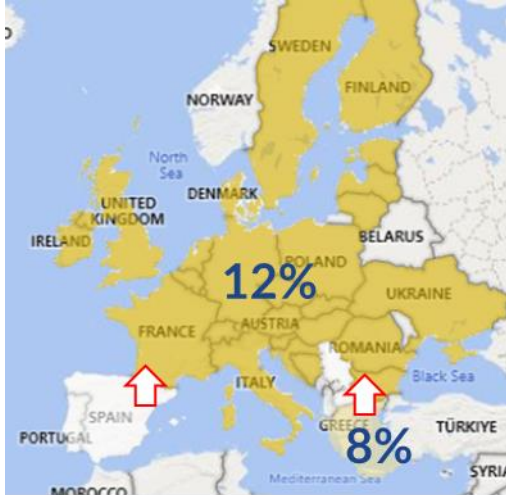 SWEDEN
FINLAND
NORWAY
North
Sea
DENMARK
UNITED
KINGDOM
IRELAND
BELARUS
POLAND
12%
UKRAINE
FRANCE
AUSTRIA
ROMANIA
ITALY
Black Sea
SPAIN
PORTUGAL
GREECE
TÜRKIYE
8%
Mediterranean Sea
SYRIA
MOROCCO